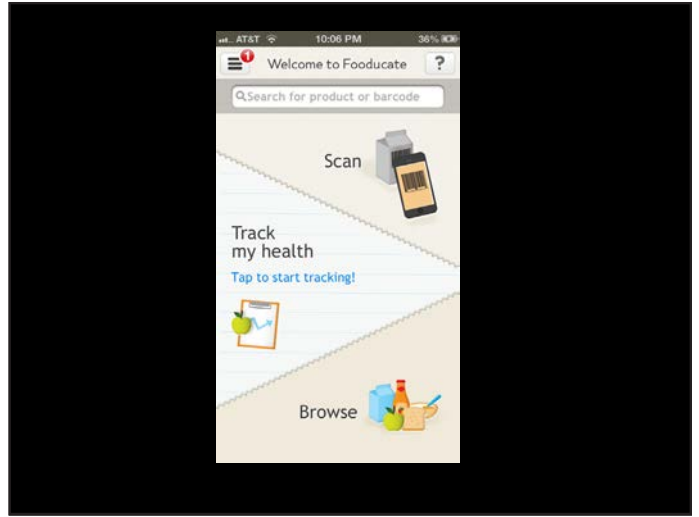 AT&T 10:06 PM 36%
1
Welcome to Fooducate ?
Search for product or barcode
Scan
Track
my health
Tap to start tracking!
Browse